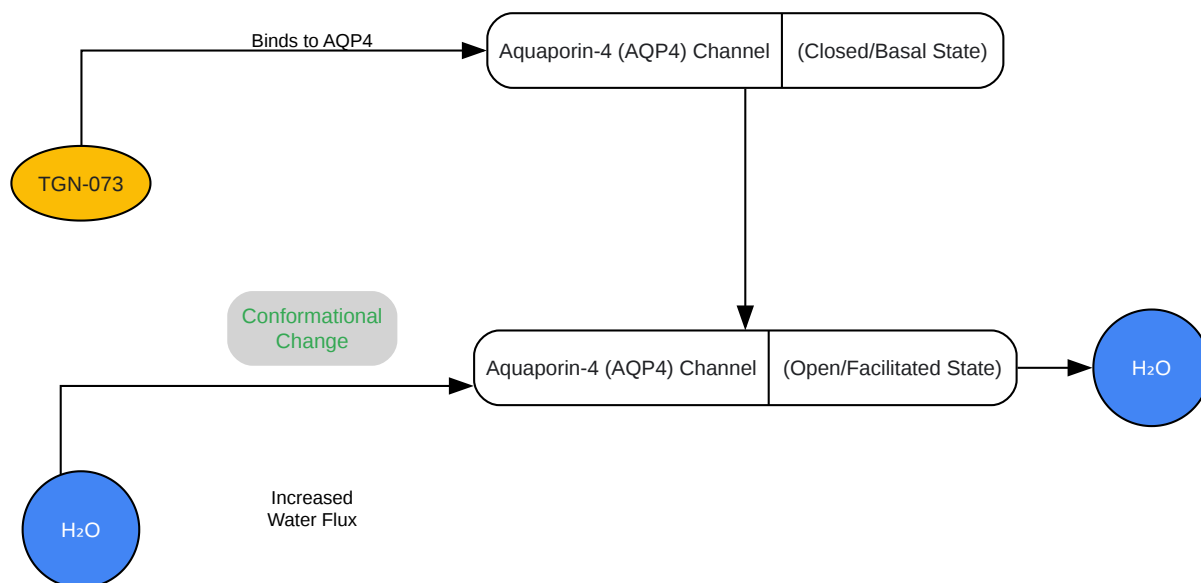 Binds to AQP4
Aquaporin-4 (AQP4) Channel
(Closed/Basal State)
TGN-073
Conformational
Change
Aquaporin-4 (AQP4) Channel
(Open/Facilitated State)
H₂O
H₂O
Increased
Water Flux